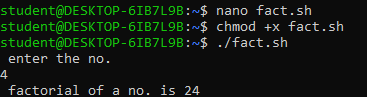 student@DESKTOP-6IB7L9B:~$ nano fact.sh
student@DESKTOP-6IB7L9B:~$ chmod +x fact.sh
student@DESKTOP-6IB7L9B:~$ ./fact.sh
 enter the no.
4
 factorial of a no. is 24